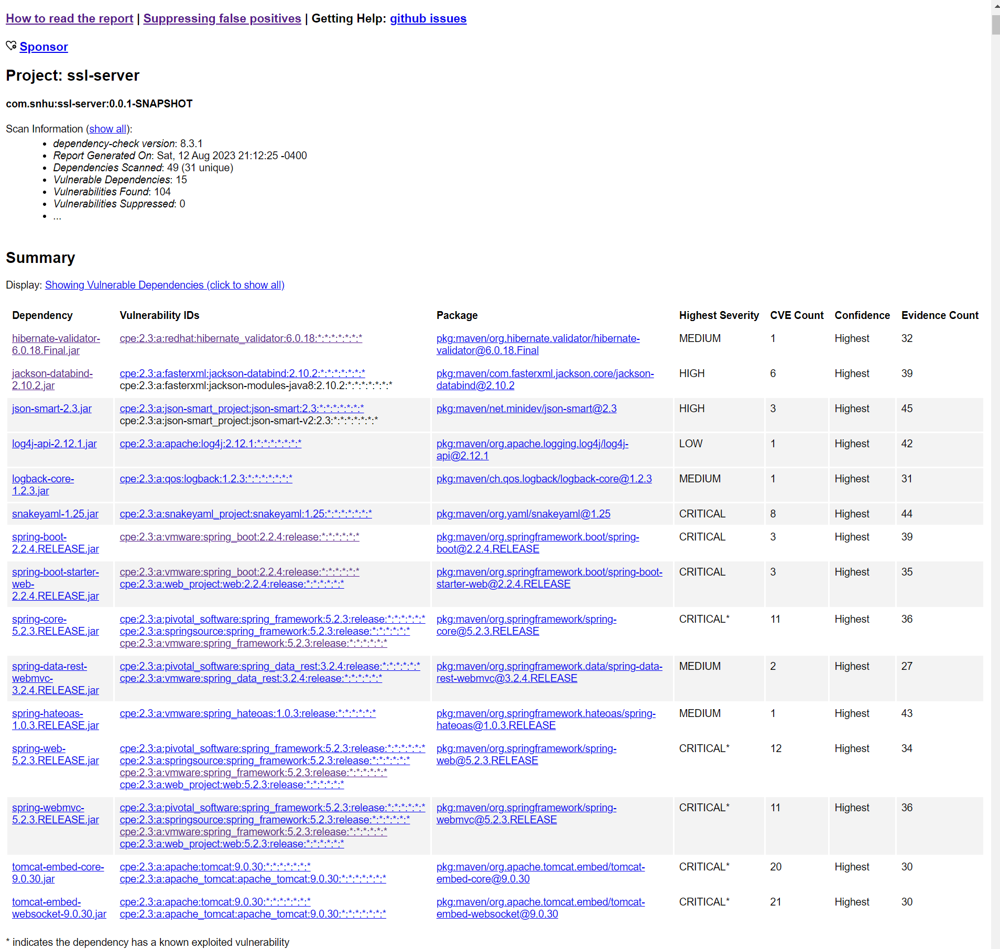 How to read the report | Suppressing false positives | Getting Help: github issues
Sponsor
Project: ssl-server
com.snhu:ssl-server:0.0.1-SNAPSHOT
Scan Information (show all):
• dependency-check version: 8.3.1
• Report Generated On: Sat, 12 Aug 2023 21:12:25 -0400
• Dependencies Scanned: 49 (31 unique)
• Vulnerable Dependencies: 15
• Vulnerabilities Found: 104
• Vulnerabilities Suppressed: 0
• ...
Summary
Display: Showing Vulnerable Dependencies (click to show all)
Dependency Vulnerability IDs Package Highest Severity CVE Count Confidence Evidence Count
hibernate-validator- cpe:2.3:a:redhat:hibernate_validator:6.0.18:*:*:*:*:*:*:* pkg:maven/org.hibernate.validator/hibernate- MEDIUM 1 Highest 32
6.0.18.Final.jar validator@6.0.18.Final
jackson-databind- cpe:2.3:a:fasterxml:jackson-databind:2.10.2:*:*:*:*:*:*:* pkg:maven/com.fasterxml.jackson.core/jackson- HIGH 6 Highest 39
2.10.2.jar cpe:2.3:a:fasterxml:jackson-modules-java8:2.10.2:*:*:*:*:*:*:* databind@2.10.2
json-smart-2.3.jar cpe:2.3:a:json-smart_project:json-smart:2.3:*:*:*:*:*:*:* pkg:maven/net.minidev/json-smart@2.3 HIGH 3 Highest 45
cpe:2.3:a:json-smart_project:json-smart-v2:2.3:*:*:*:*:*:*:*
log4j-api-2.12.1.jar cpe:2.3:a:apache:log4j:2.12.1:*:*:*:*:*:*:* pkg:maven/org.apache.logging.log4j/log4j- LOW 1 Highest 42
api@2.12.1
logback-core- cpe:2.3:a:qos:logback:1.2.3:*:*:*:*:*:*:* pkg:maven/ch.qos.logback/logback-core@1.2.3 MEDIUM 1 Highest 31
1.2.3.jar
snakeyaml-1.25.jar cpe:2.3:a:snakeyaml_project:snakeyaml:1.25:*:*:*:*:*:*:* pkg:maven/org.yaml/snakeyaml@1.25 CRITICAL 8 Highest 44
spring-boot- cpe:2.3:a:vmware:spring_boot:2.2.4:release:*:*:*:*:*:* pkg:maven/org.springframework.boot/spring- CRITICAL 3 Highest 39
2.2.4.RELEASE.jar boot@2.2.4.RELEASE
spring-boot-starter- cpe:2.3:a:vmware:spring_boot:2.2.4:release:*:*:*:*:*:* pkg:maven/org.springframework.boot/spring-boot- CRITICAL 3 Highest 35
web- cpe:2.3:a:web_project:web:2.2.4:release:*:*:*:*:*:* starter-web@2.2.4.RELEASE
2.2.4.RELEASE.jar
spring-core- cpe:2.3:a:pivotal_software:spring_framework:5.2.3:release:*:*:*:*:*:* pkg:maven/org.springframework/spring- CRITICAL* 11 Highest 36
5.2.3.RELEASE.jar cpe:2.3:a:springsource:spring_framework:5.2.3:release:*:*:*:*:*:* core@5.2.3.RELEASE
cpe:2.3:a:vmware:spring_framework:5.2.3:release:*:*:*:*:*:*
spring-data-rest- cpe:2.3:a:pivotal_software:spring_data_rest:3.2.4:release:*:*:*:*:*:* pkg:maven/org.springframework.data/spring-data- MEDIUM 2 Highest 27
webmvc- cpe:2.3:a:vmware:spring_data_rest:3.2.4:release:*:*:*:*:*:* rest-webmvc@3.2.4.RELEASE
3.2.4.RELEASE.jar
spring-hateoas- cpe:2.3:a:vmware:spring_hateoas:1.0.3:release:*:*:*:*:*:* pkg:maven/org.springframework.hateoas/spring- MEDIUM 1 Highest 43
1.0.3.RELEASE.jar hateoas@1.0.3.RELEASE
spring-web- cpe:2.3:a:pivotal_software:spring_framework:5.2.3:release:*:*:*:*:*:* pkg:maven/org.springframework/spring- CRITICAL* 12 Highest 34
5.2.3.RELEASE.jar cpe:2.3:a:springsource:spring_framework:5.2.3:release:*:*:*:*:*:* web@5.2.3.RELEASE
cpe:2.3:a:vmware:spring_framework:5.2.3:release:*:*:*:*:*:*
cpe:2.3:a:web_project:web:5.2.3:release:*:*:*:*:*:*
spring-webmvc- cpe:2.3:a:pivotal_software:spring_framework:5.2.3:release:*:*:*:*:*:* pkg:maven/org.springframework/spring- CRITICAL* 11 Highest 36
5.2.3.RELEASE.jar cpe:2.3:a:springsource:spring_framework:5.2.3:release:*:*:*:*:*:* webmvc@5.2.3.RELEASE
cpe:2.3:a:vmware:spring_framework:5.2.3:release:*:*:*:*:*:*
cpe:2.3:a:web_project:web:5.2.3:release:*:*:*:*:*:*
tomcat-embed-core- cpe:2.3:a:apache:tomcat:9.0.30:*:*:*:*:*:*:* pkg:maven/org.apache.tomcat.embed/tomcat- CRITICAL* 20 Highest 30
9.0.30.jar cpe:2.3:a:apache_tomcat:apache_tomcat:9.0.30:*:*:*:*:*:*:* embed-core@9.0.30
tomcat-embed- cpe:2.3:a:apache:tomcat:9.0.30:*:*:*:*:*:*:* pkg:maven/org.apache.tomcat.embed/tomcat- CRITICAL* 21 Highest 30
websocket-9.0.30.jar cpe:2.3:a:apache_tomcat:apache_tomcat:9.0.30:*:*:*:*:*:*:* embed-websocket@9.0.30
* indicates the dependency has a known exploited vulnerability